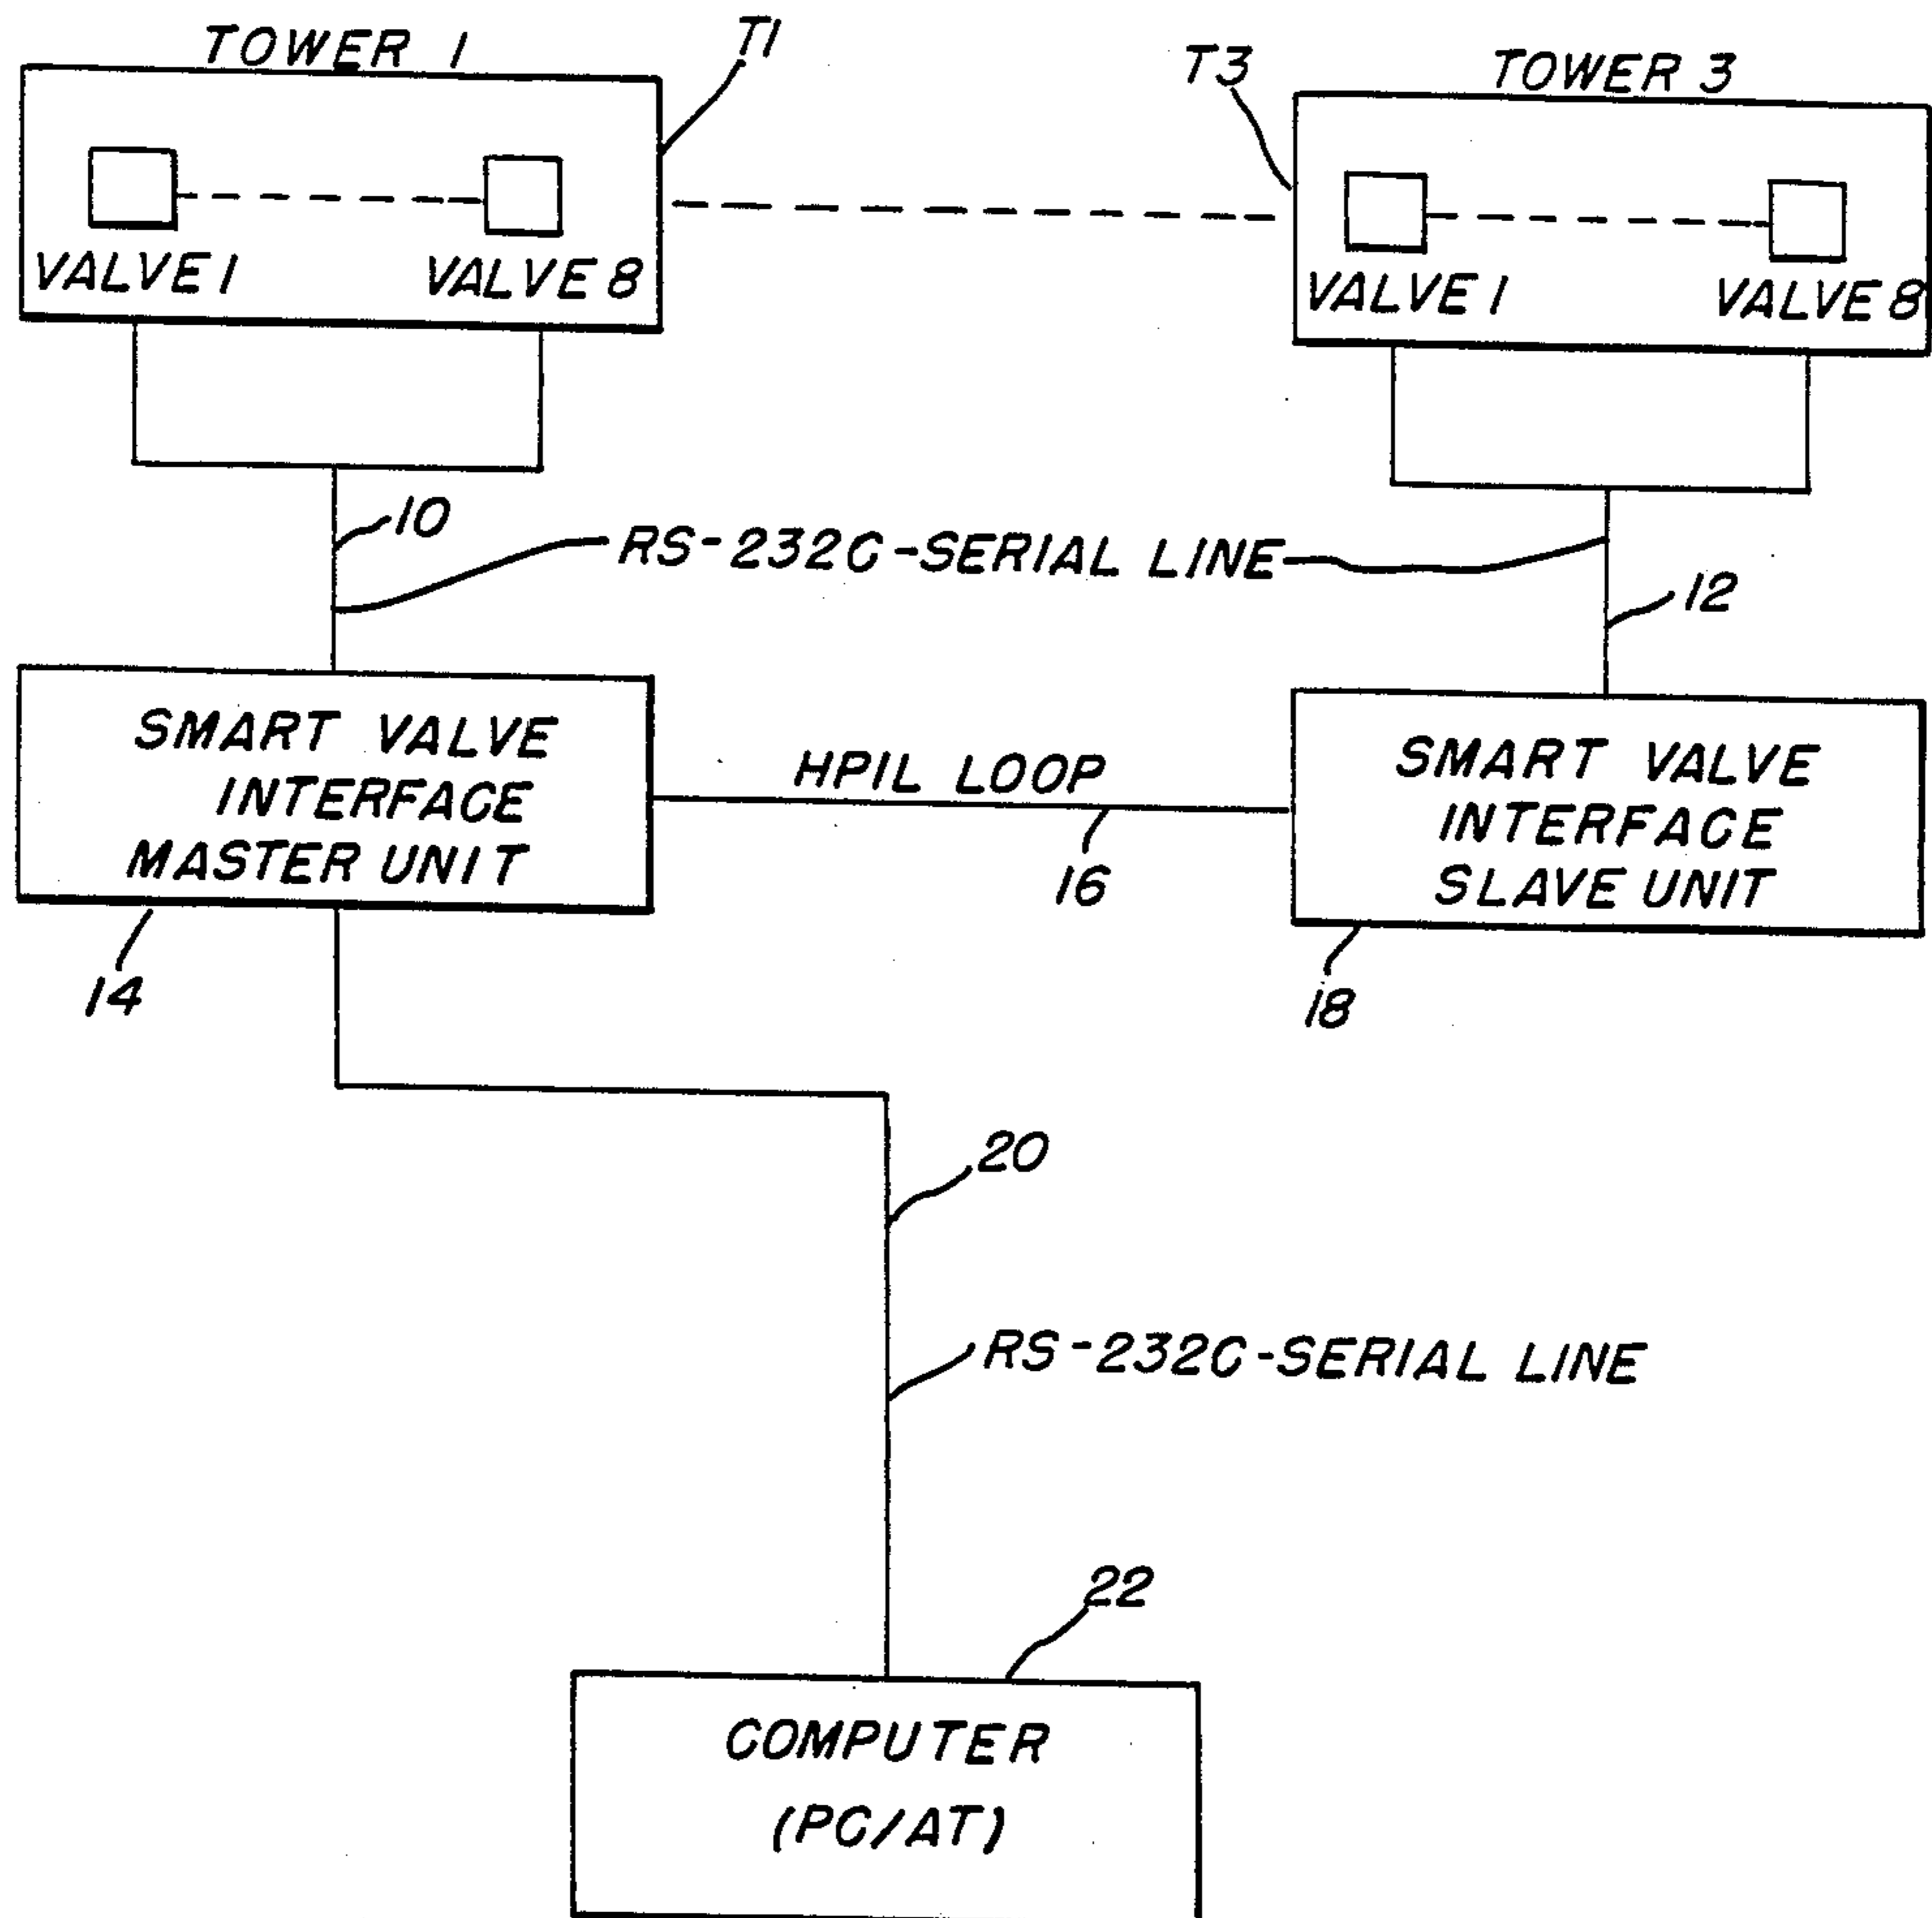 TOWER 1
T1
T3
TOWER 3
VALVE 1
VALVE 8
VALVE 1
VALVE 8
10
RS-232C-SERIAL LINE
12
SMART VALVE
INTERFACE
MASTER UNIT
HPIL LOOP
16
SMART VALVE
INTERFACE
SLAVE UNIT
14
18
20
RS-232C-SERIAL LINE
22
COMPUTER
(PC/AT)